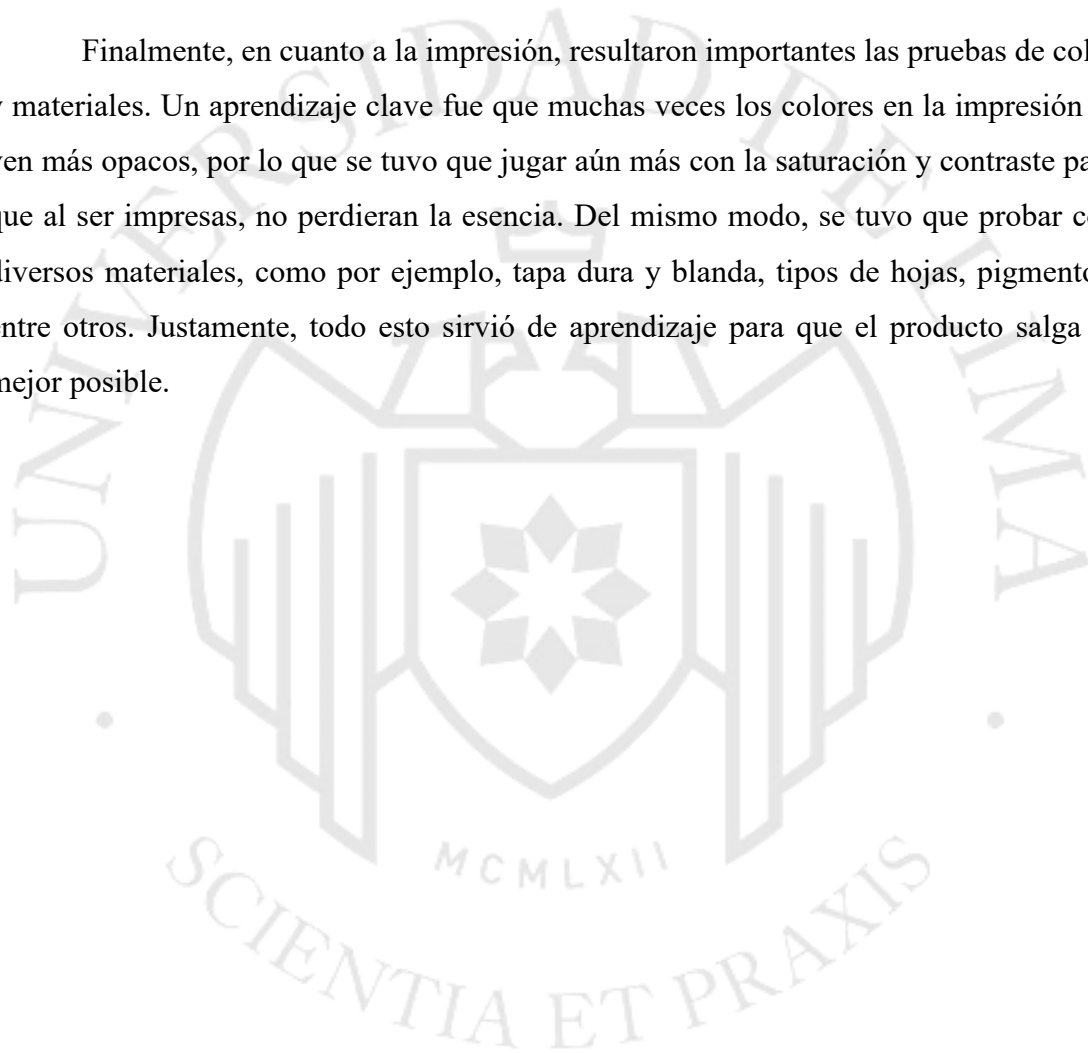 Finalmente, en cuanto a la impresión, resultaron importantes las pruebas de col
y materiales. Un aprendizaje clave fue que muchas veces los colores en la impresión
ven más opacos, por lo que se tuvo que jugar aún más con la saturación y contraste pa
que al ser impresas, no perdieran la esencia. Del mismo modo, se tuvo que probar co
diversos materiales, como por ejemplo, tapa dura y blanda, tipos de hojas, pigmento
entre otros. Justamente, todo esto sirvió de aprendizaje para que el producto salga
mejor posible.
UNIVERSIDAD DE LIMA
MCMLXII
SCIENTIA ET PRAXIS